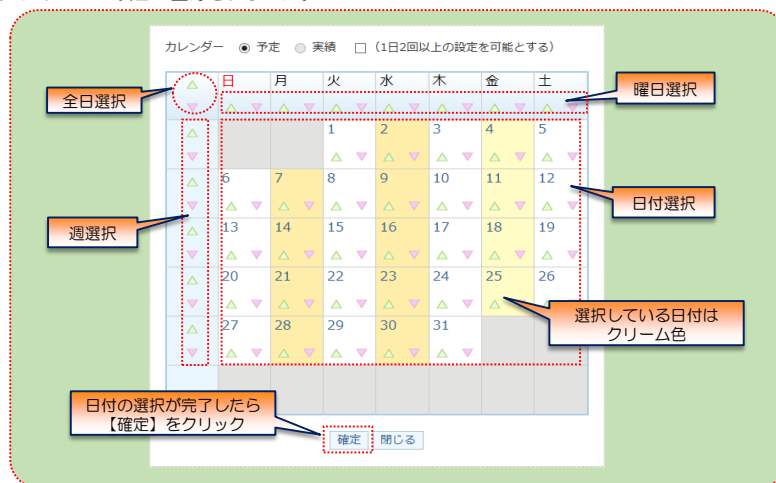 カレンダー 予定 実績 (1日2回以上の設定を可能とする)
日 月 火 水 木 金 土
全日選択
曜日選択
1 2 3 4 5
6 7 8 9 10 11 12
日付選択
13 14 15 16 17 18 19
週選択
20 21 22 23 24 25 26
選択している日付は
クリーム色
27 28 29 30 31
日付の選択が完了したら
【確定】をクリック
確定 閉じる